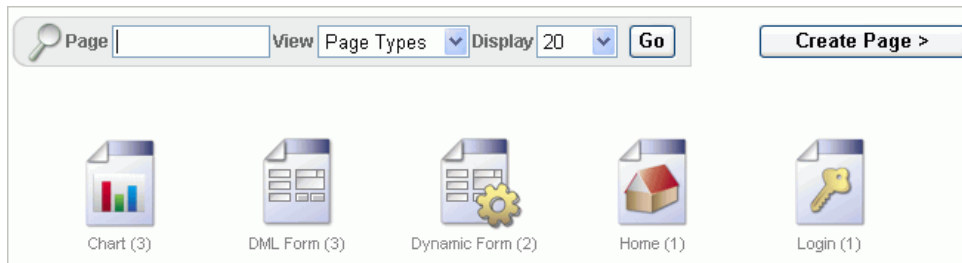 Page View Page Types Display 20 Go Create Page >
Chart (3) DML Form (3) Dynamic Form (2) Home (1) Login (1)